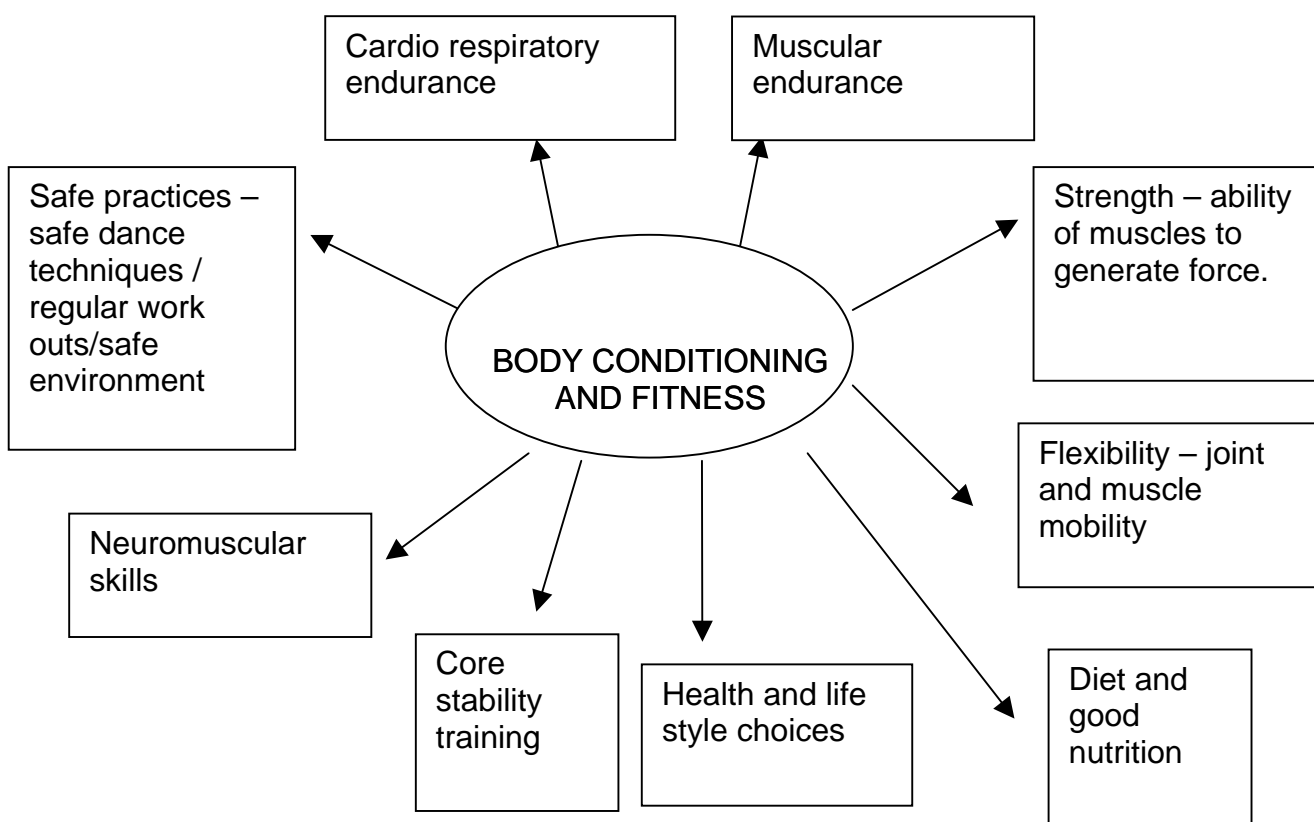 Cardio respiratory
endurance
Muscular
endurance
Safe practices –
safe dance
techniques /
regular work
outs/safe
environment
Strength – ability
of muscles to
generate force.
BODY CONDITIONING
AND FITNESS
Flexibility – joint
and muscle
mobility
Neuromuscular
skills
Core
stability
training
Health and life
style choices
Diet and
good
nutrition